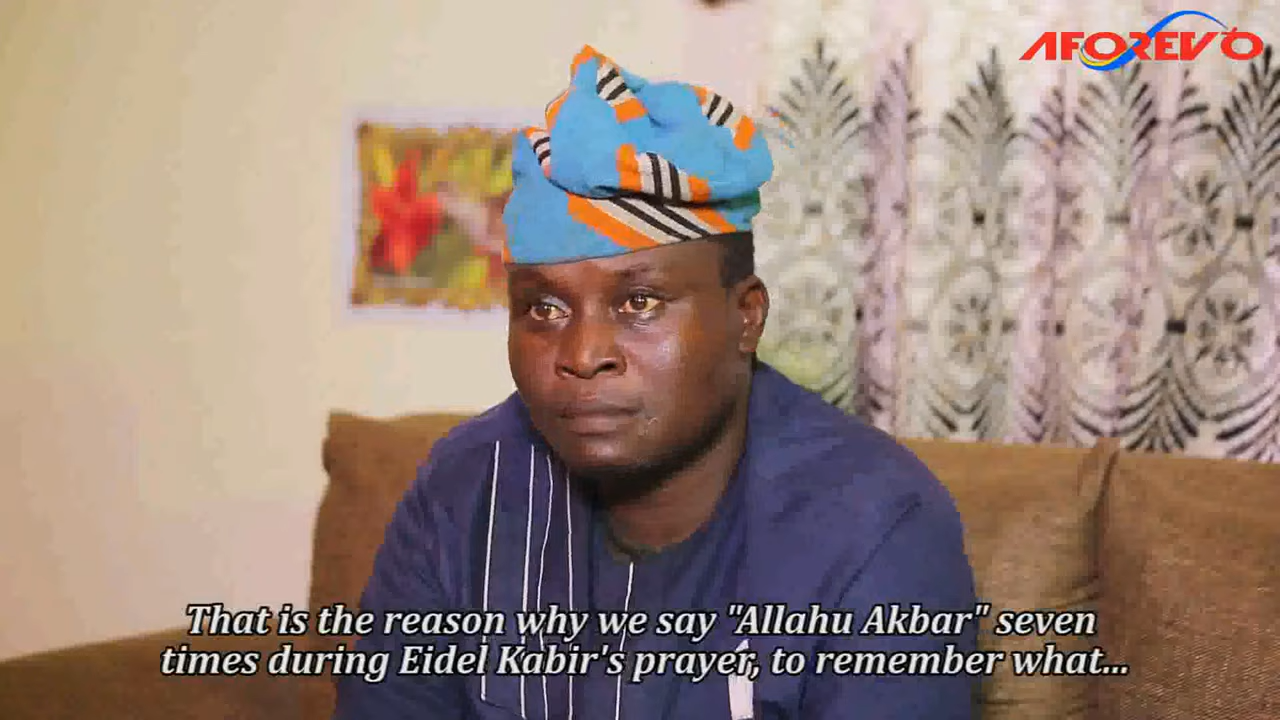 AFOREVO
That is the reason why we say "Allahu Akbar" seven
times during Eidel Kabir's prayer, to remember what...